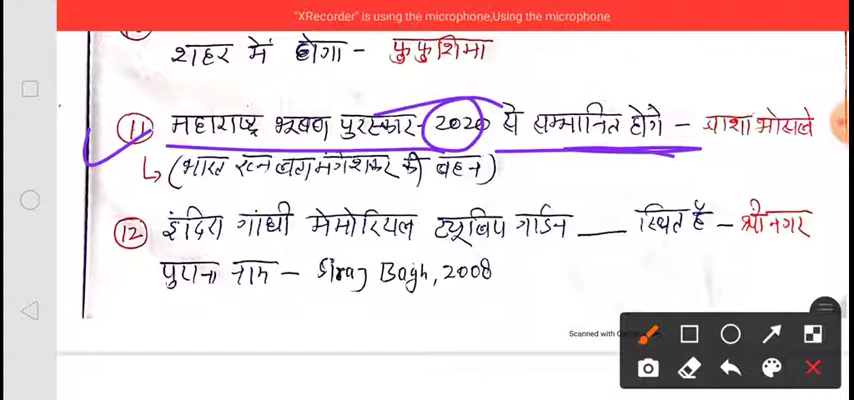 "XRecorder" is using the microphone,Using the microphone
शहर में होगा - फुकुशिमा
11 महाराष्ट्र भूषण पुरस्कार- 2020 से सम्मानित होंगे - आशा भोसले
(भारत रत्न लता मंगेशकर की बहन)
12 इंदिरा गांधी मेमोरियल ट्यूलिप गार्डन ___ स्थित है - श्रीनगर
पुराना नाम - Siraj Bagh, 2008
Scanned with